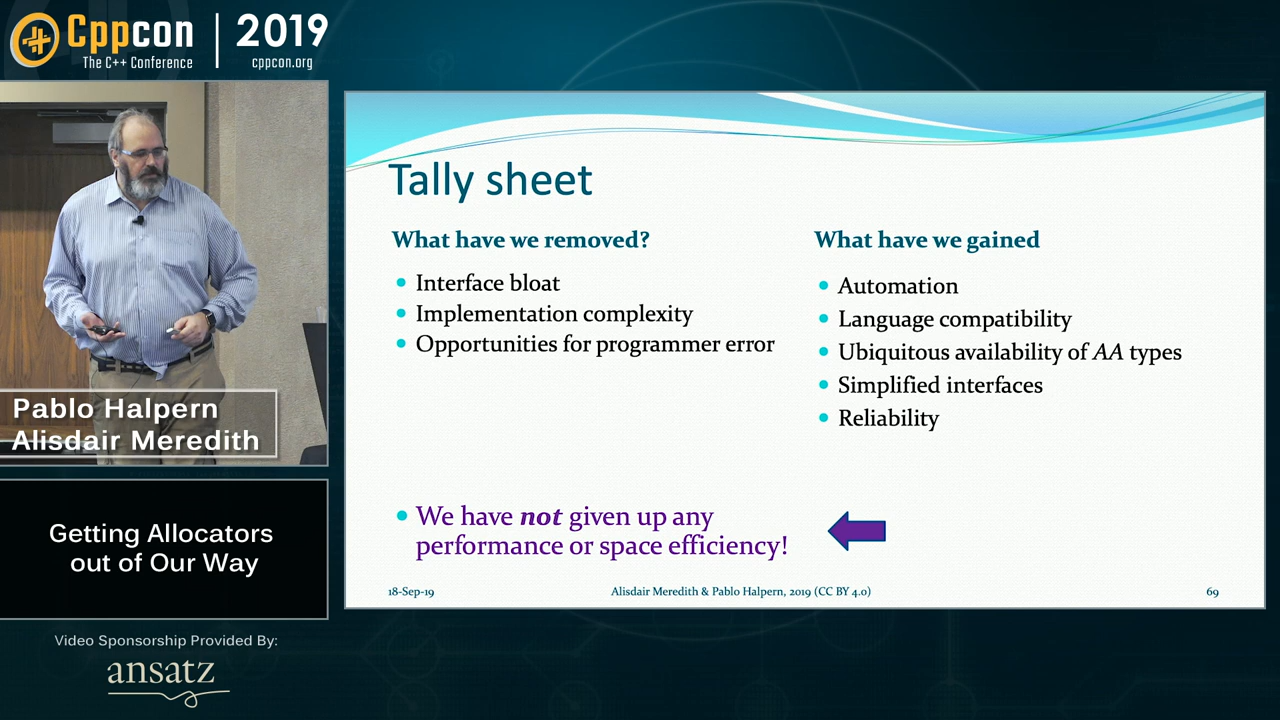 Cppcon
The C++ Conference
2019
cppcon.org
Pablo Halpern
Alisdair Meredith
Getting Allocators
out of Our Way
Video Sponsorship Provided By:
ansatz
Tally sheet
What have we removed?
Interface bloat
Implementation complexity
Opportunities for programmer error
What have we gained
Automation
Language compatibility
Ubiquitous availability of AA types
Simplified interfaces
Reliability
We have not given up any
performance or space efficiency!
18-Sep-19
Alisdair Meredith & Pablo Halpern, 2019 (CC BY 4.0)
69